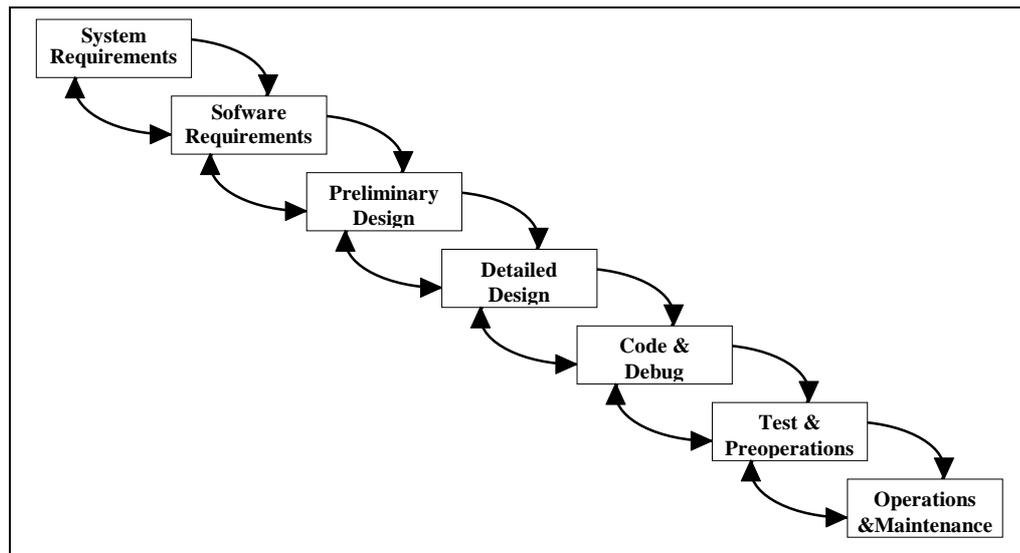 System
Requirements
Sofware
Requirements
Preliminary
Design
Detailed
Design
Code &
Debug
Test &
Preoperations
Operations
&Maintenance